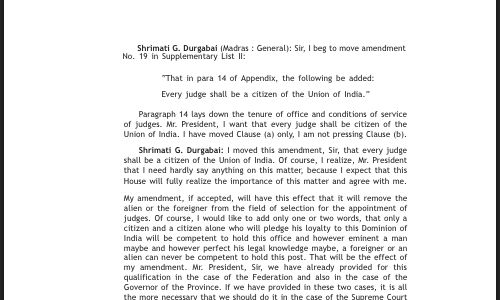 Shrimati G. Durgabai (Madras : General): Sir, I beg to move amendment
No. 19 in Supplementary List II:
"That in para 14 of Appendix, the following be added:
Every judge shall be a citizen of the Union of India."
Paragraph 14 lays down the tenure of office and conditions of service
of judges. Mr. President, I want that every judge shall be citizen of the
Union of India. I have moved Clause (a) only, I am not pressing Clause (b).
Shrimati G. Durgabai: I moved this amendment, Sir, that every judge
shall be a citizen of the Union of India. Of course, I realize, Mr. President
that I need hardly say anything on this matter, because I expect that this
House will fully realize the importance of this matter and agree with me.
My amendment, if accepted, will have this effect that it will remove the
alien or the foreigner from the field of selection for the appointment of
judges. Of course, I would like to add only one or two words, that only a
citizen and a citizen alone who will pledge his loyalty to this Dominion of
India will be competent to hold this office and however eminent a man
maybe and however perfect his legal knowledge maybe, a foreigner or an
alien can never be competent to hold this post. That will be the effect of
my amendment. Mr. President, Sir, we have already provided for this
qualification in the case of the Federation and also in the case of the
Governor of the Province. If we have provided in these two cases, it is all
the more necessary that we should do it in the case of the Supreme Court